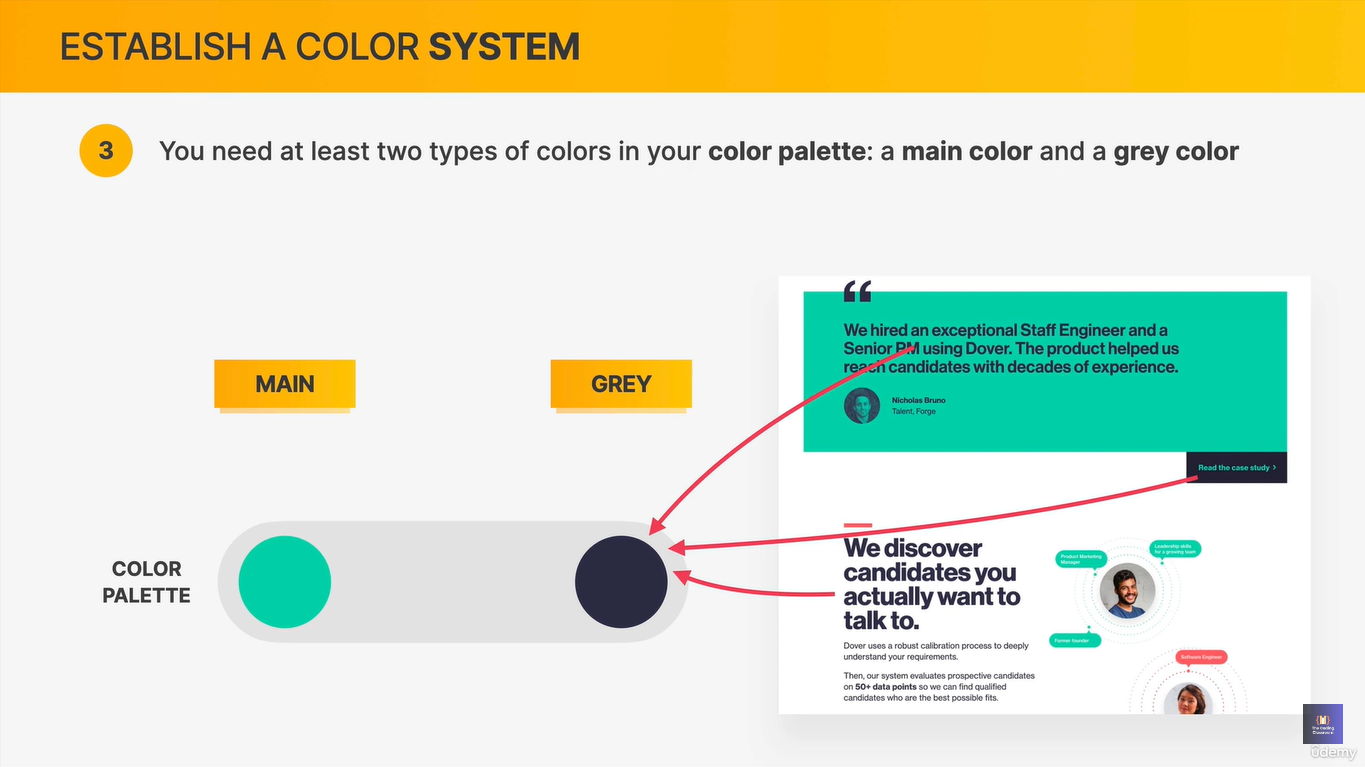 ESTABLISH A COLOR SYSTEM
3
You need at least two types of colors in your color palette: a main color and a grey color
MAIN
GREY
COLOR
PALETTE
“
We hired an exceptional Staff Engineer and a
Senior PM using Dover. The product helped us
reach candidates with decades of experience.
Nicholas Bruno
Talent, Forge
Read the case study ›
We discover
candidates you
actually want to
talk to.
Dover uses a robust calibration process to deeply
understand your requirements.
Then, our system evaluates prospective candidates
on 50+ data points so we can find qualified
candidates who are the best possible fits.
Product Marketing
Manager
Leadership skills
for a growing team
Former founder
Software Engineer
The Coding
Classroom
ûdemy